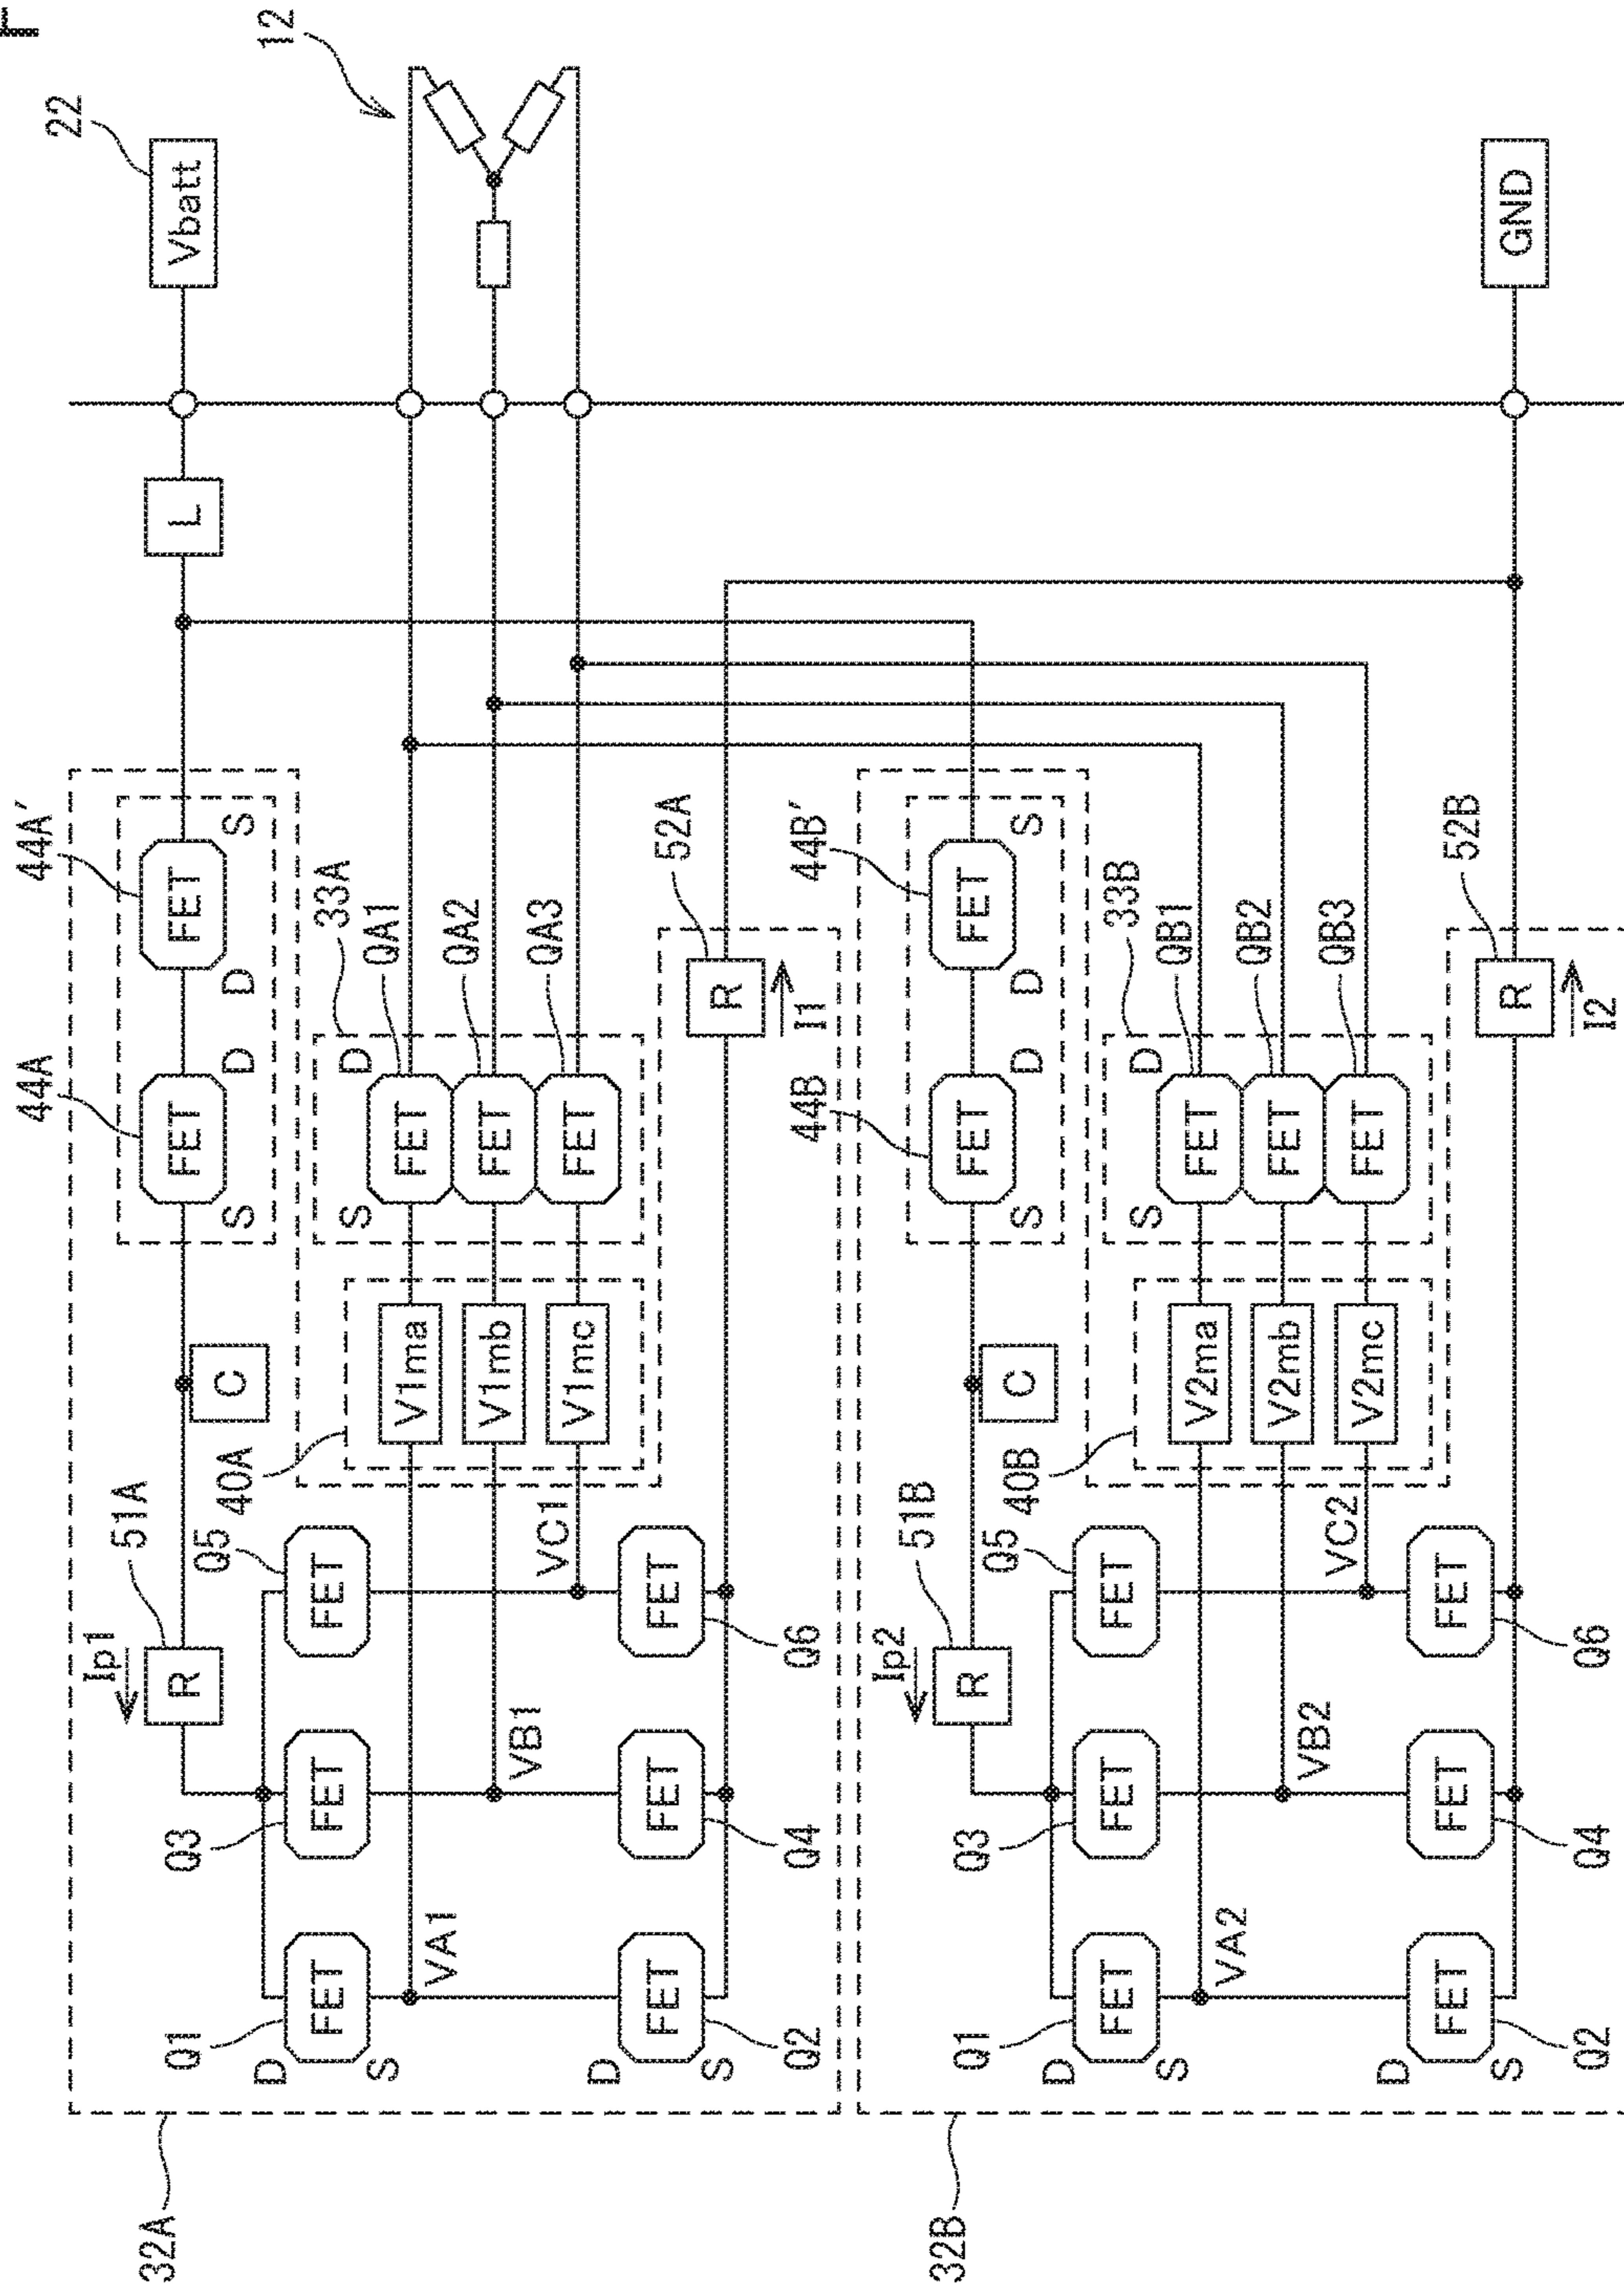 44A
44A′
22
Ip1
51A
32A
Q1
Q3
R
FET
FET
L
Vbatt
Q5
40A
C
S
D
D
S
12
D
FET
FET
FET
33A
S
D
S
QA1
V1ma
FET
VA1
QA2
V1mb
FET
VB1
QA3
VC1
V1mc
FET
D
FET
FET
FET
52A
S
R
Q2
Q4
Q6
I1
44B
44B′
Ip2
51B
32B
Q1
Q3
R
FET
FET
Q5
40B
C
S
D
D
S
D
FET
FET
FET
33B
S
D
S
QB1
V2ma
FET
VA2
QB2
V2mb
FET
VB2
QB3
VC2
V2mc
FET
D
FET
FET
FET
52B
S
R
GND
Q2
Q4
Q6
I2